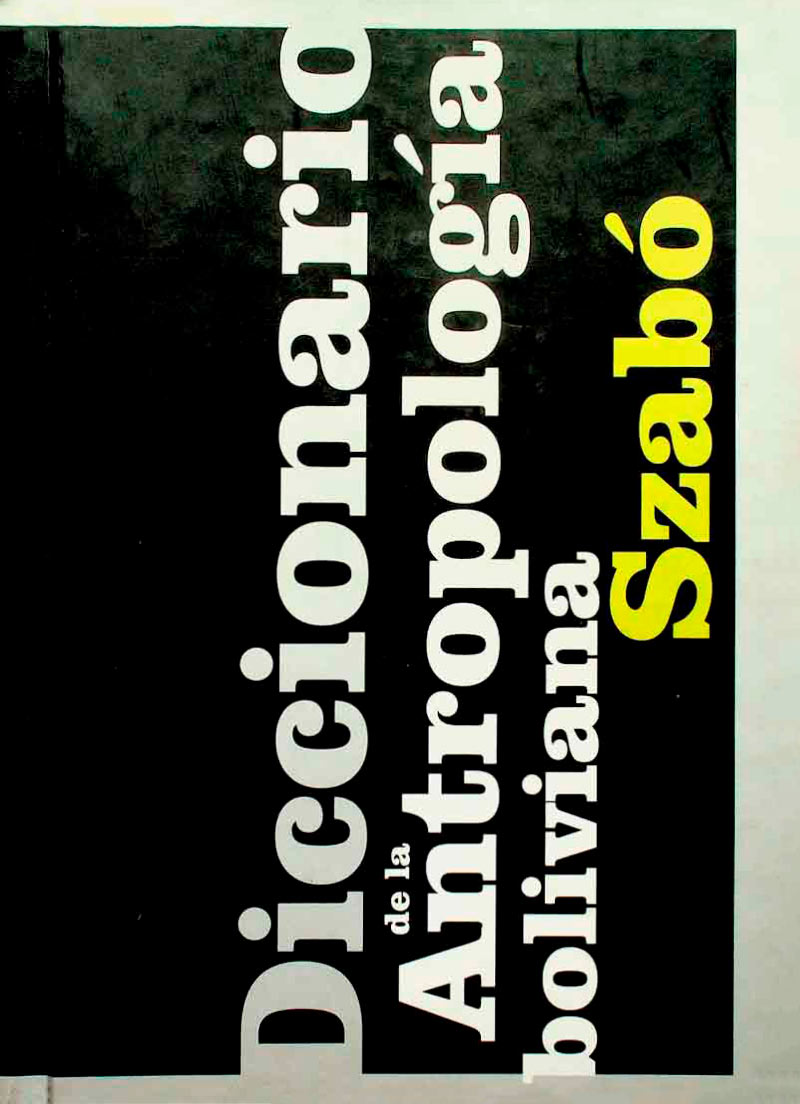 Diccionario
de la
Antropología
boliviana
Szabó